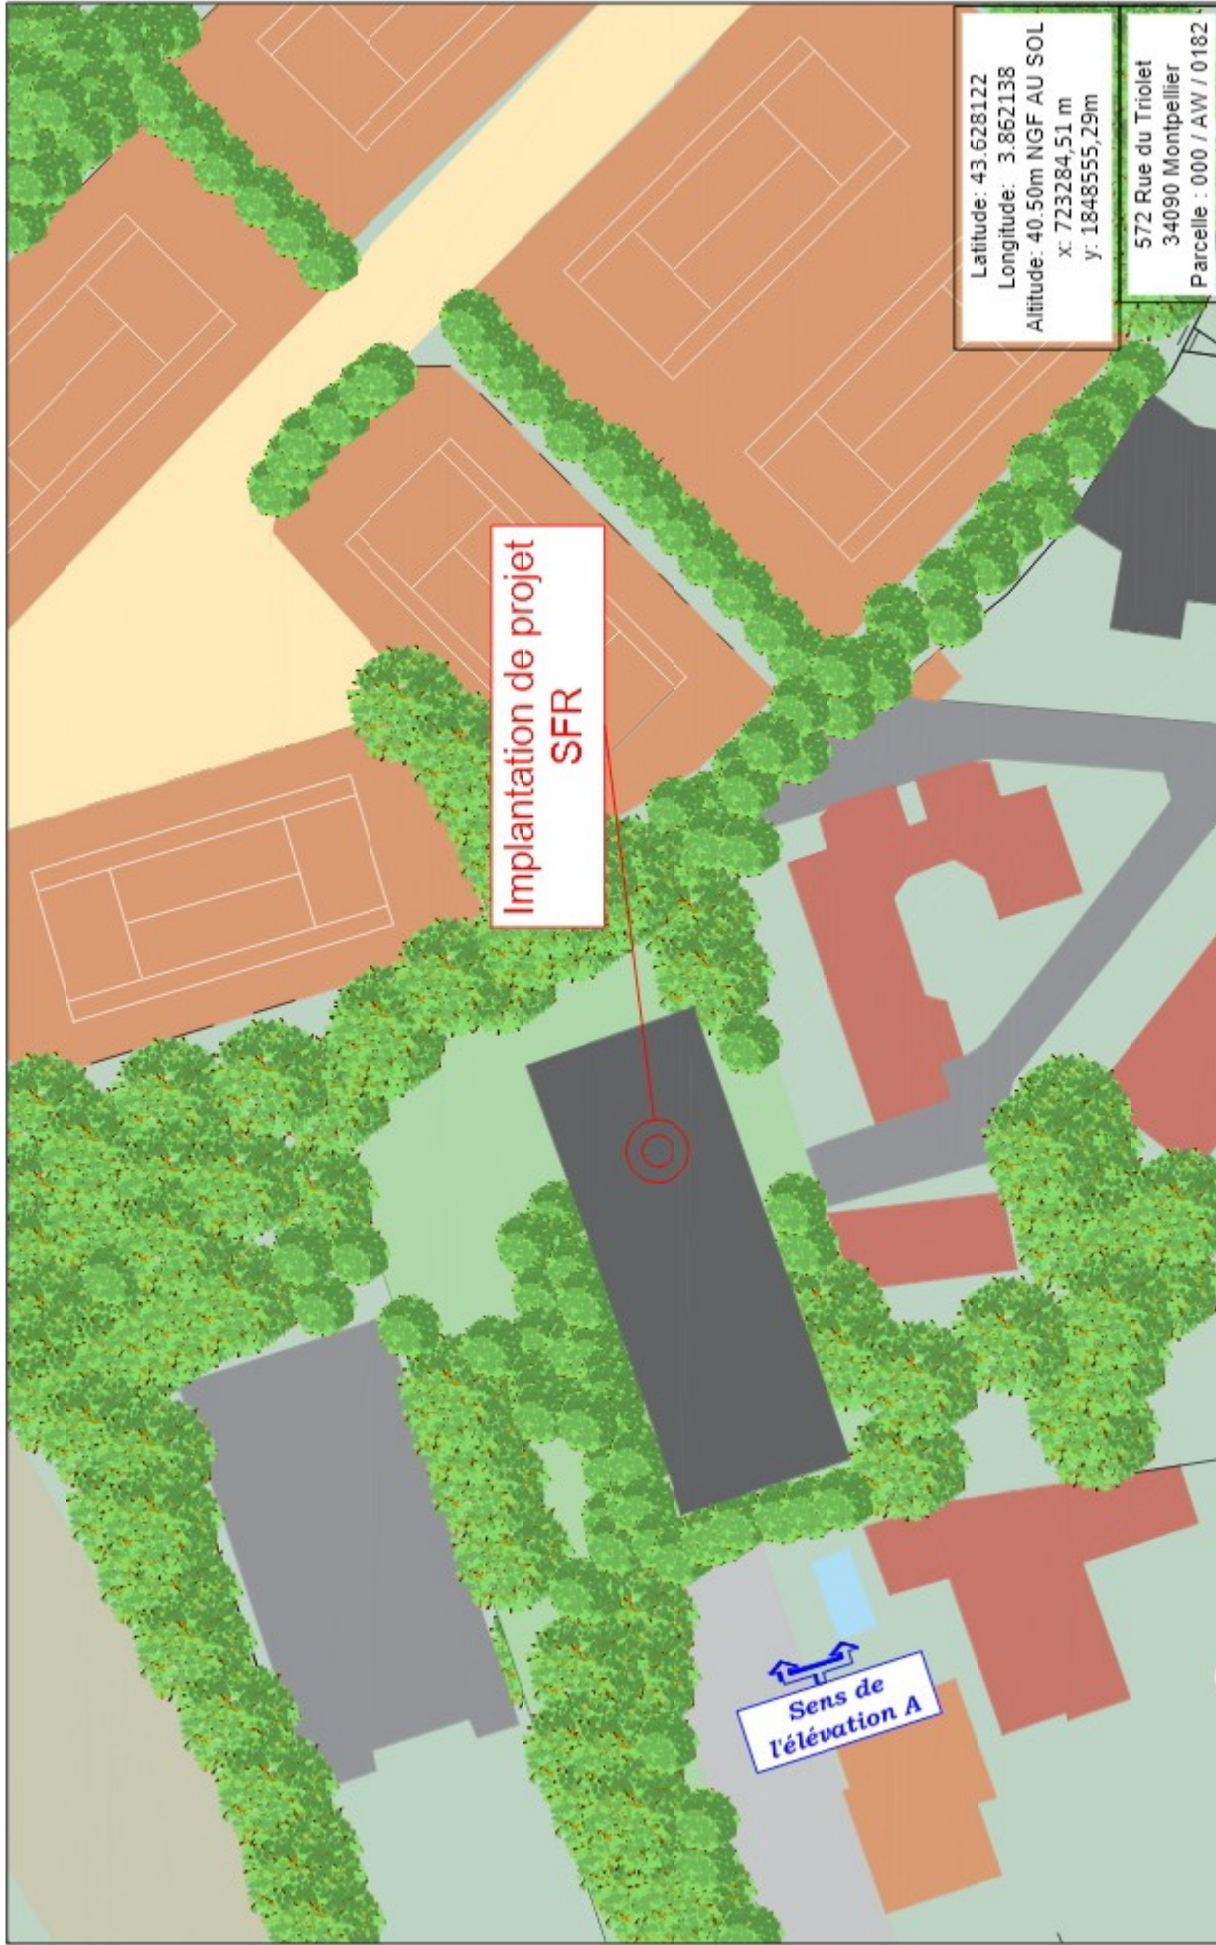 Latitude: 43.628122
Longitude: 3.862138
Altitude: 40.50m NGF AU SOL
x: 723284,51 m
y: 1848555,29m
572 Rue du Triolet
34090 Montpellier
Parcelle : 000 / AW / 0182
Implantation de projet
SFR
Sens de
l'élévation A